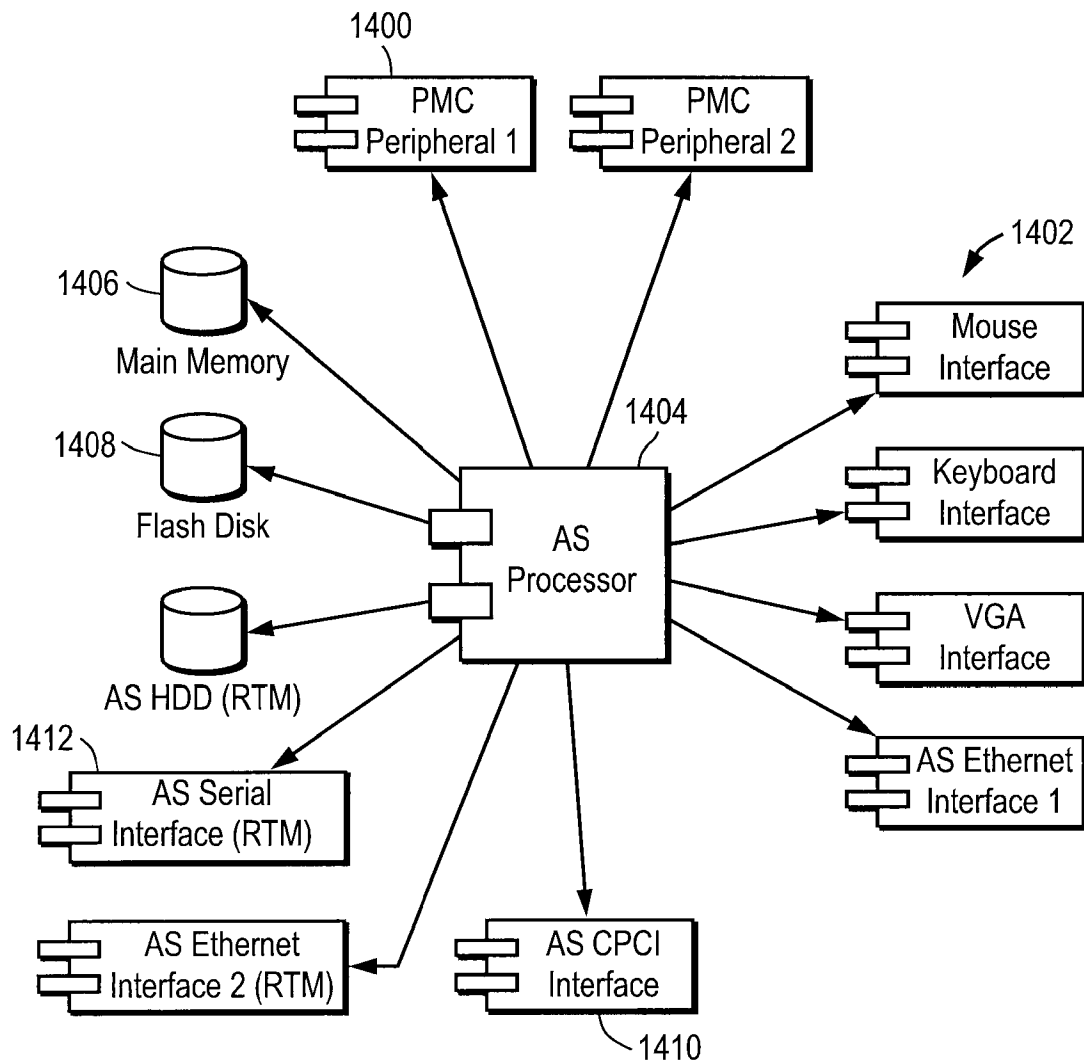 1400
PMC
Peripheral 1
PMC
Peripheral 2
1402
1406
Main Memory
Mouse
Interface
1408
Flash Disk
1404
AS
Processor
Keyboard
Interface
AS HDD (RTM)
VGA
Interface
1412
AS Serial
Interface (RTM)
AS Ethernet
Interface 1
AS Ethernet
Interface 2 (RTM)
AS CPCI
Interface
1410